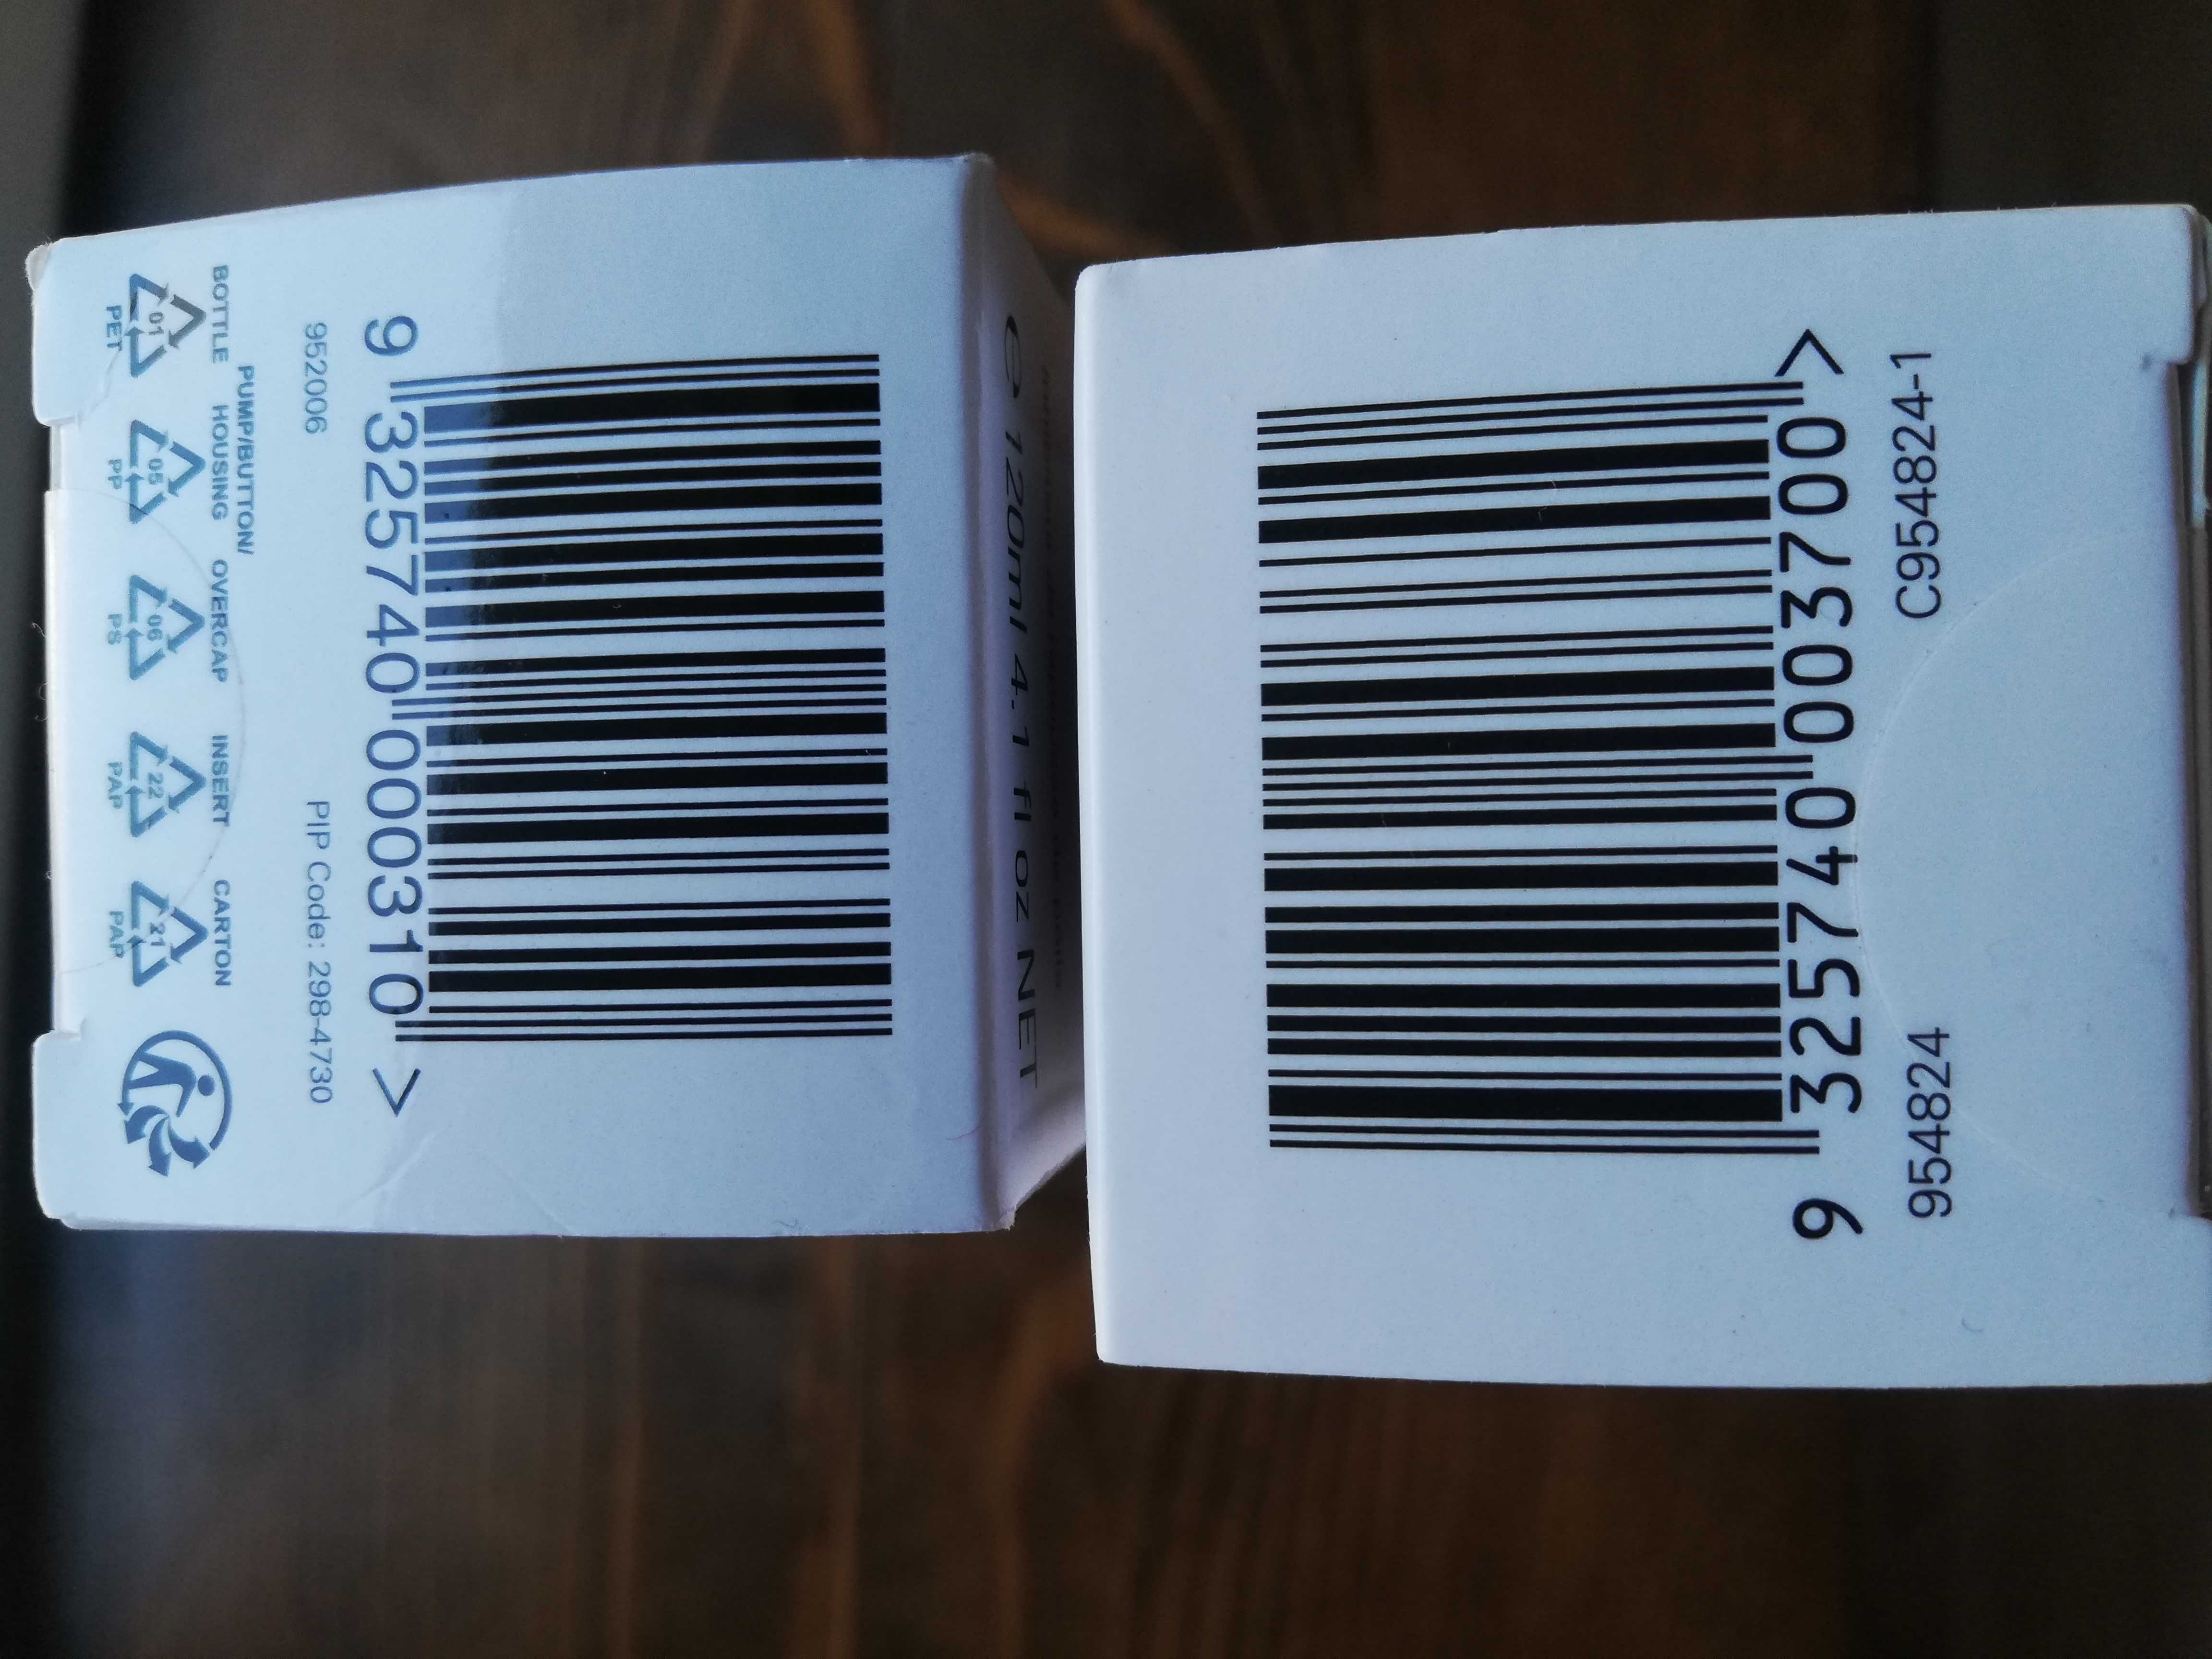 e 120ml 4.1 fl oz NET
9 325740 000310 >
952006 PIP Code: 298-4730
PUMP/BUTTON/
BOTTLE HOUSING OVERCAP INSERT CARTON
01 05 06 22 21
PET PP PS PAP PAP
9 325740 003700 >
954824 C954824-1